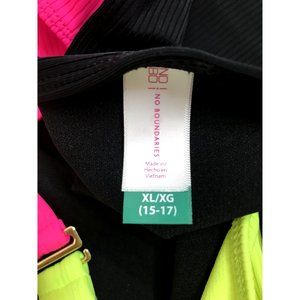 NO BOUNDARIES
Made in/
Hecho en
Vietnam
XL/XG
(15-17)